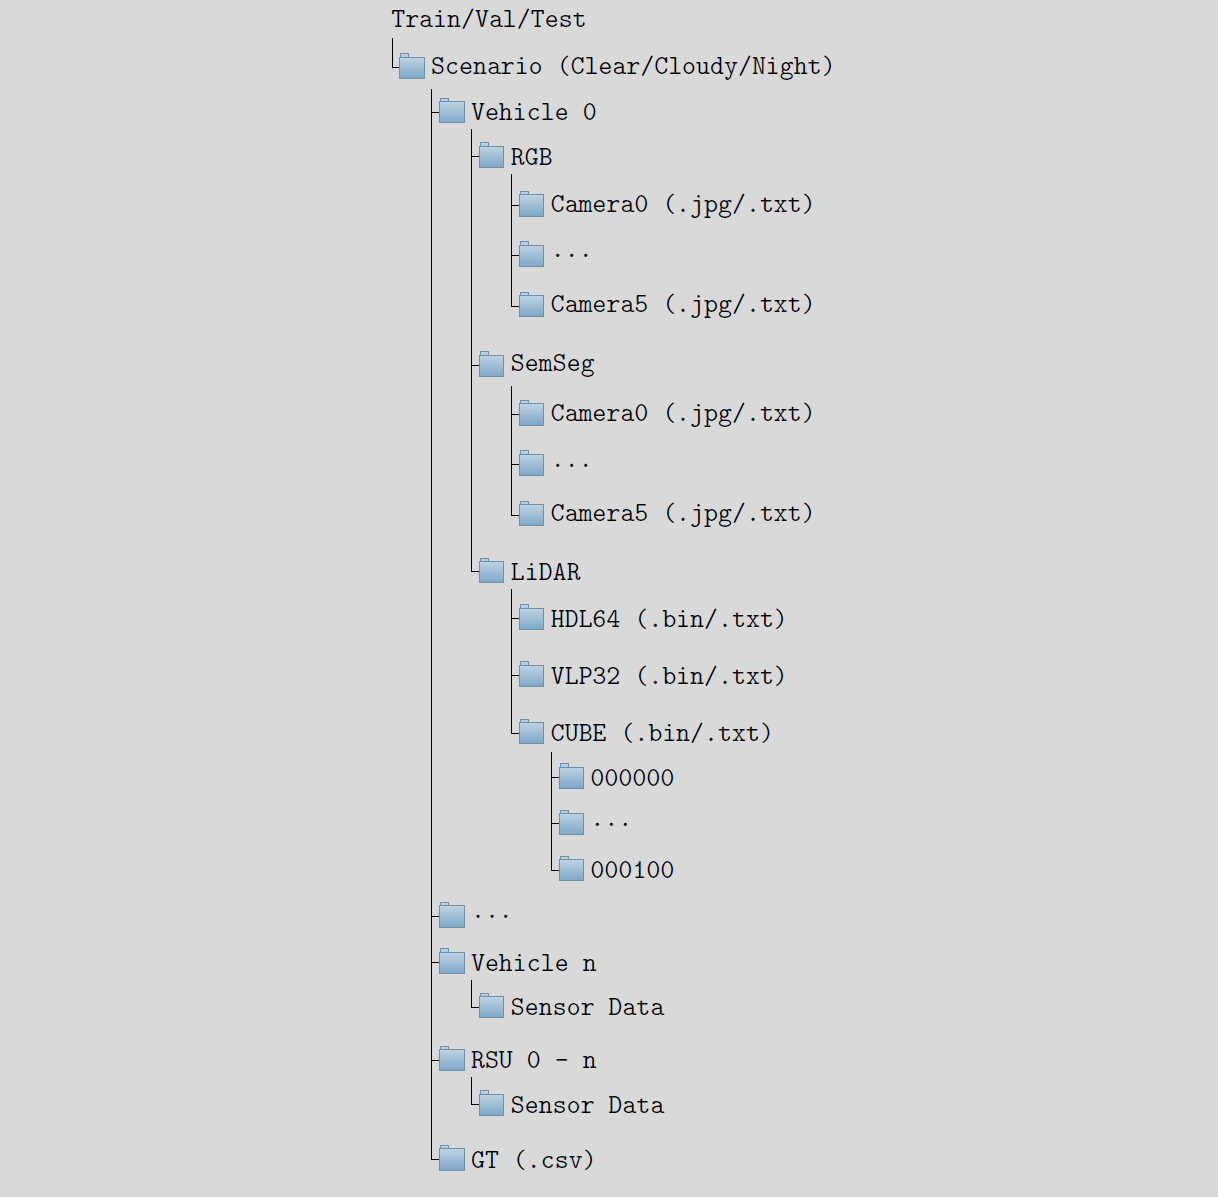 Train/Val/Test
Scenario (Clear/Cloudy/Night)
Vehicle 0
RGB
Camera0 (.jpg/.txt)
...
Camera5 (.jpg/.txt)
SemSeg
Camera0 (.jpg/.txt)
...
Camera5 (.jpg/.txt)
LiDAR
HDL64 (.bin/.txt)
VLP32 (.bin/.txt)
CUBE (.bin/.txt)
000000
...
000100
...
Vehicle n
Sensor Data
RSU 0 - n
Sensor Data
GT (.csv)